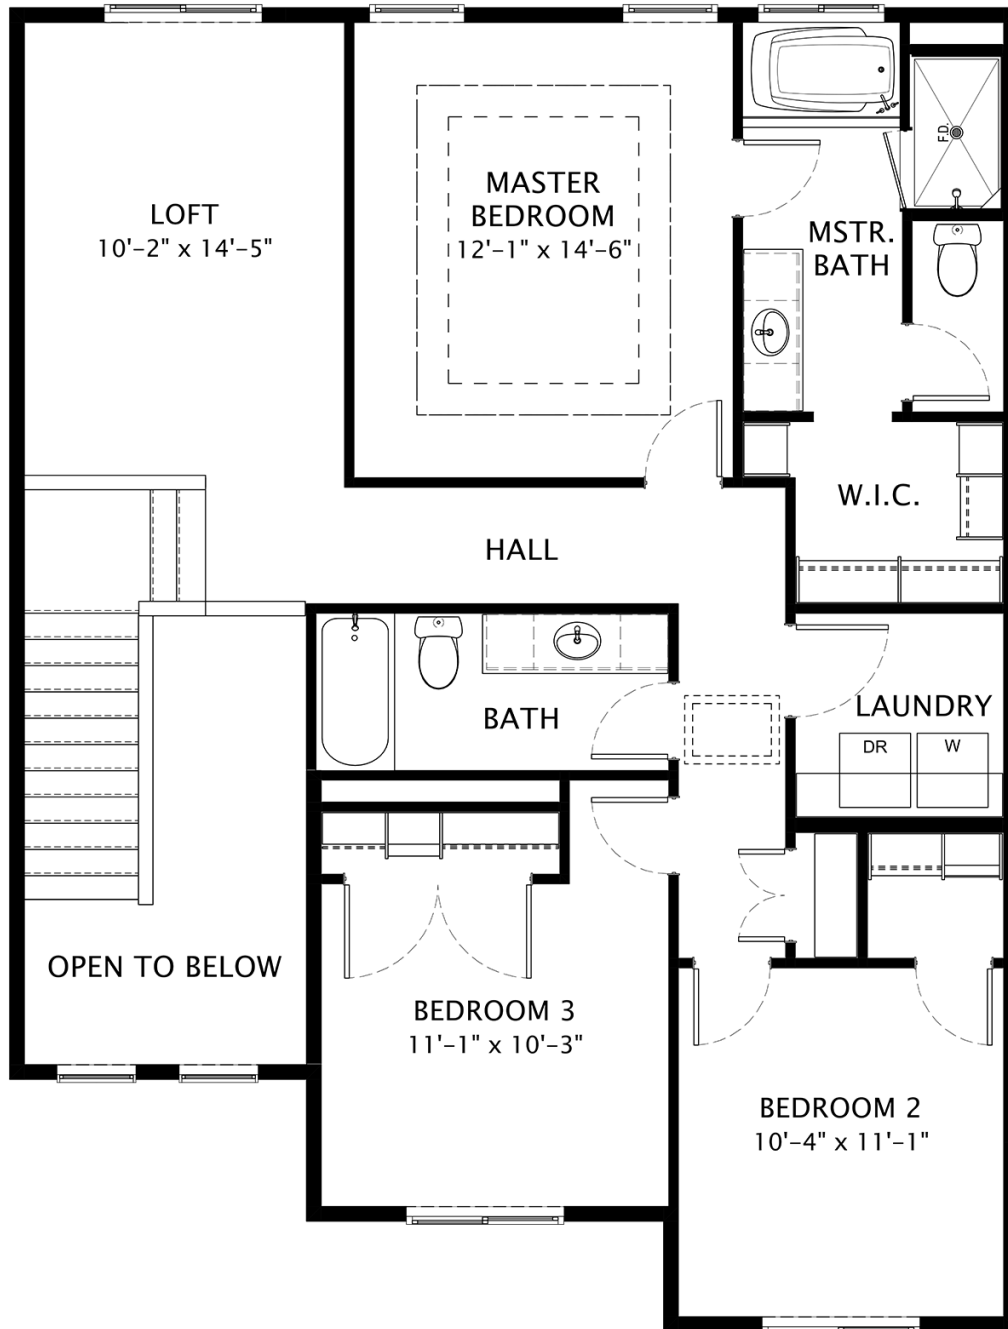 LOFT
10'-2" x 14'-5"
MASTER
BEDROOM
12'-1" x 14'-6"
F.D.
MSTR.
BATH
W.I.C.
HALL
BATH
LAUNDRY
DR
W
OPEN TO BELOW
BEDROOM 3
11'-1" x 10'-3"
BEDROOM 2
10'-4" x 11'-1"